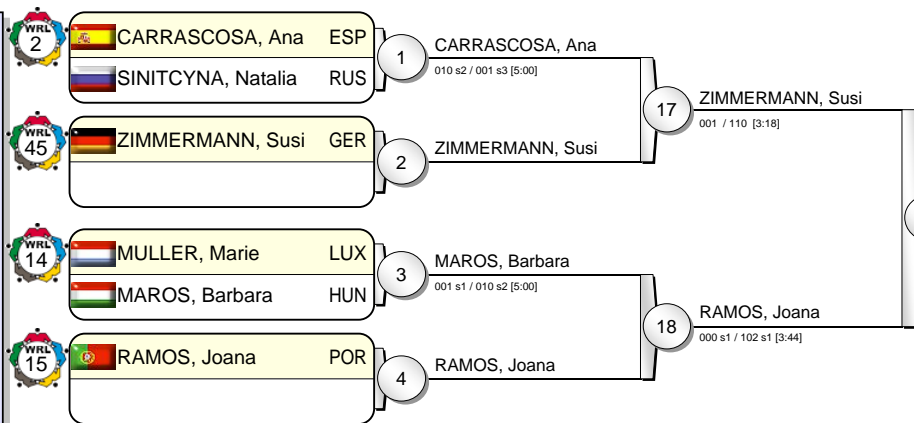 WRL 2 CARRASCOSA, Ana ESP
SINITCYNA, Natalia RUS
1
CARRASCOSA, Ana
010 s2 / 001 s3 [5:00]
WRL 45 ZIMMERMANN, Susi GER
2
ZIMMERMANN, Susi
17
ZIMMERMANN, Susi
001 / 110 [3:18]
WRL 14 MULLER, Marie LUX
MAROS, Barbara HUN
3
MAROS, Barbara
001 s1 / 010 s2 [5:00]
WRL 15 RAMOS, Joana POR
4
RAMOS, Joana
18
RAMOS, Joana
000 s1 / 102 s1 [3:44]